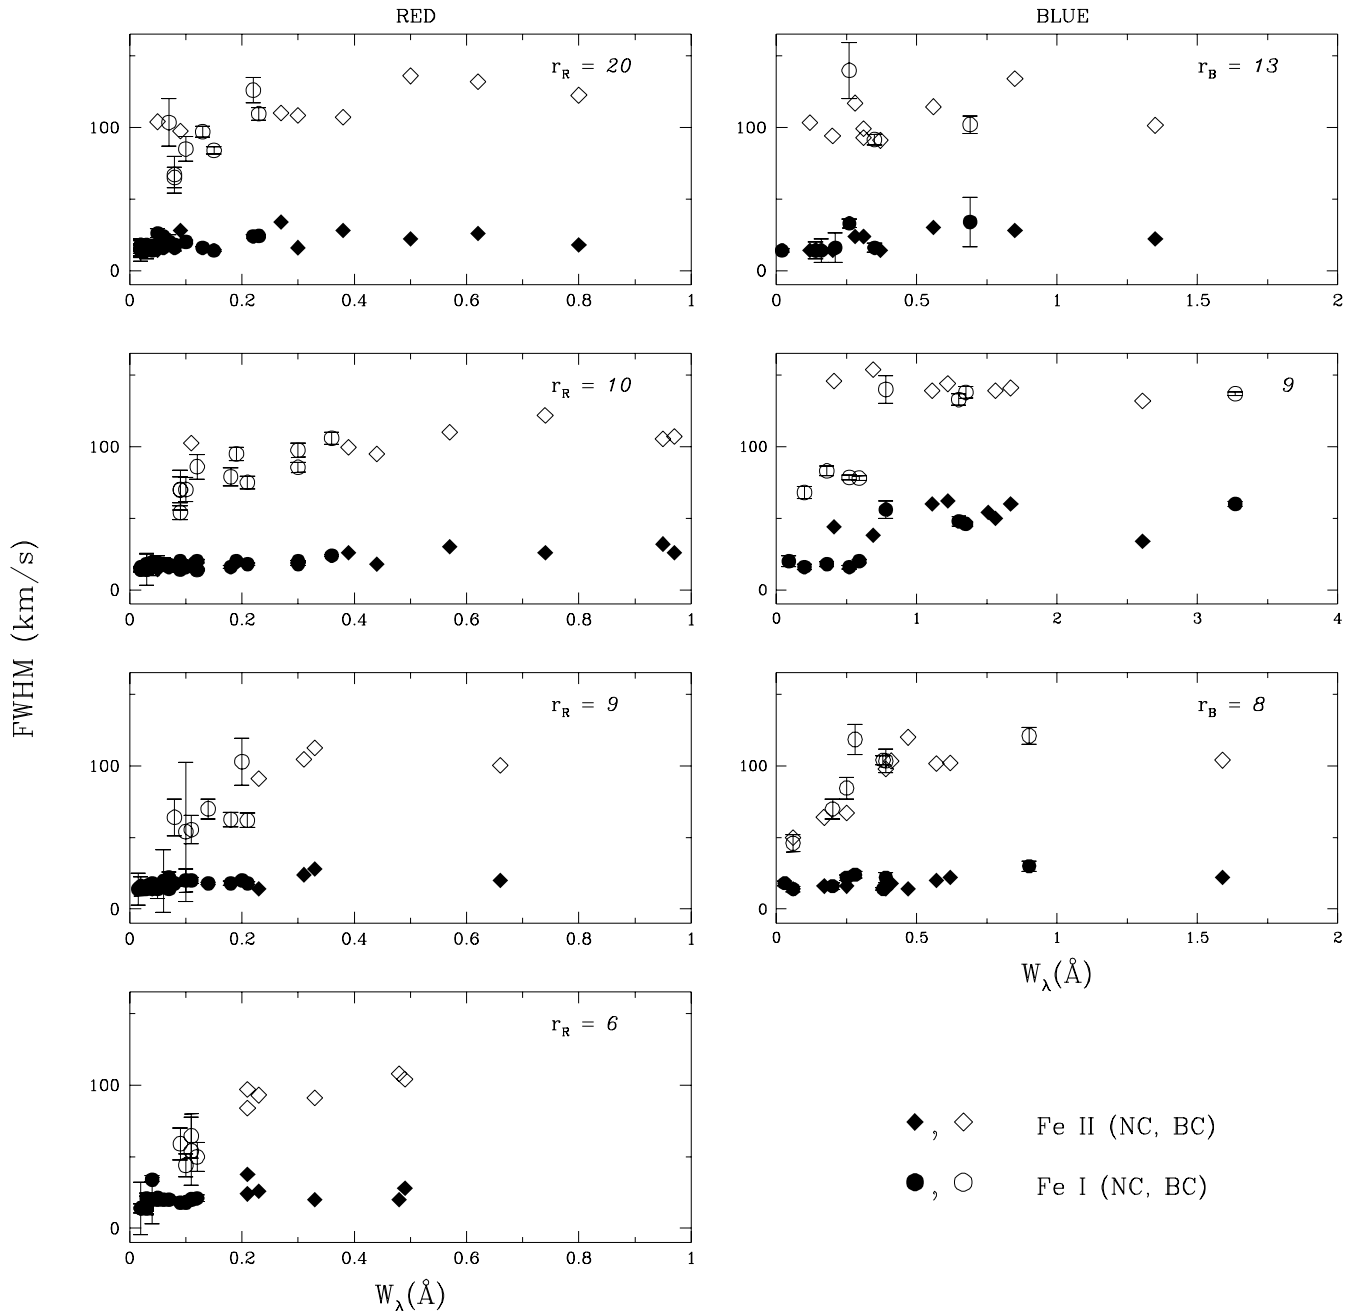 RED
BLUE
r_R = 20
100
0
0 0.2 0.4 0.6 0.8 1
r_B = 13
100
0
0 0.5 1 1.5 2
r_R = 10
100
0
0 0.2 0.4 0.6 0.8 1
9
100
0
0 1 2 3 4
r_R = 9
100
0
0 0.2 0.4 0.6 0.8 1
r_B = 8
100
0
0 0.5 1 1.5 2
W_λ(Å)
r_R = 6
100
0
0 0.2 0.4 0.6 0.8 1
W_λ(Å)
FWHM (km/s)
, Fe II (NC, BC)
, Fe I (NC, BC)